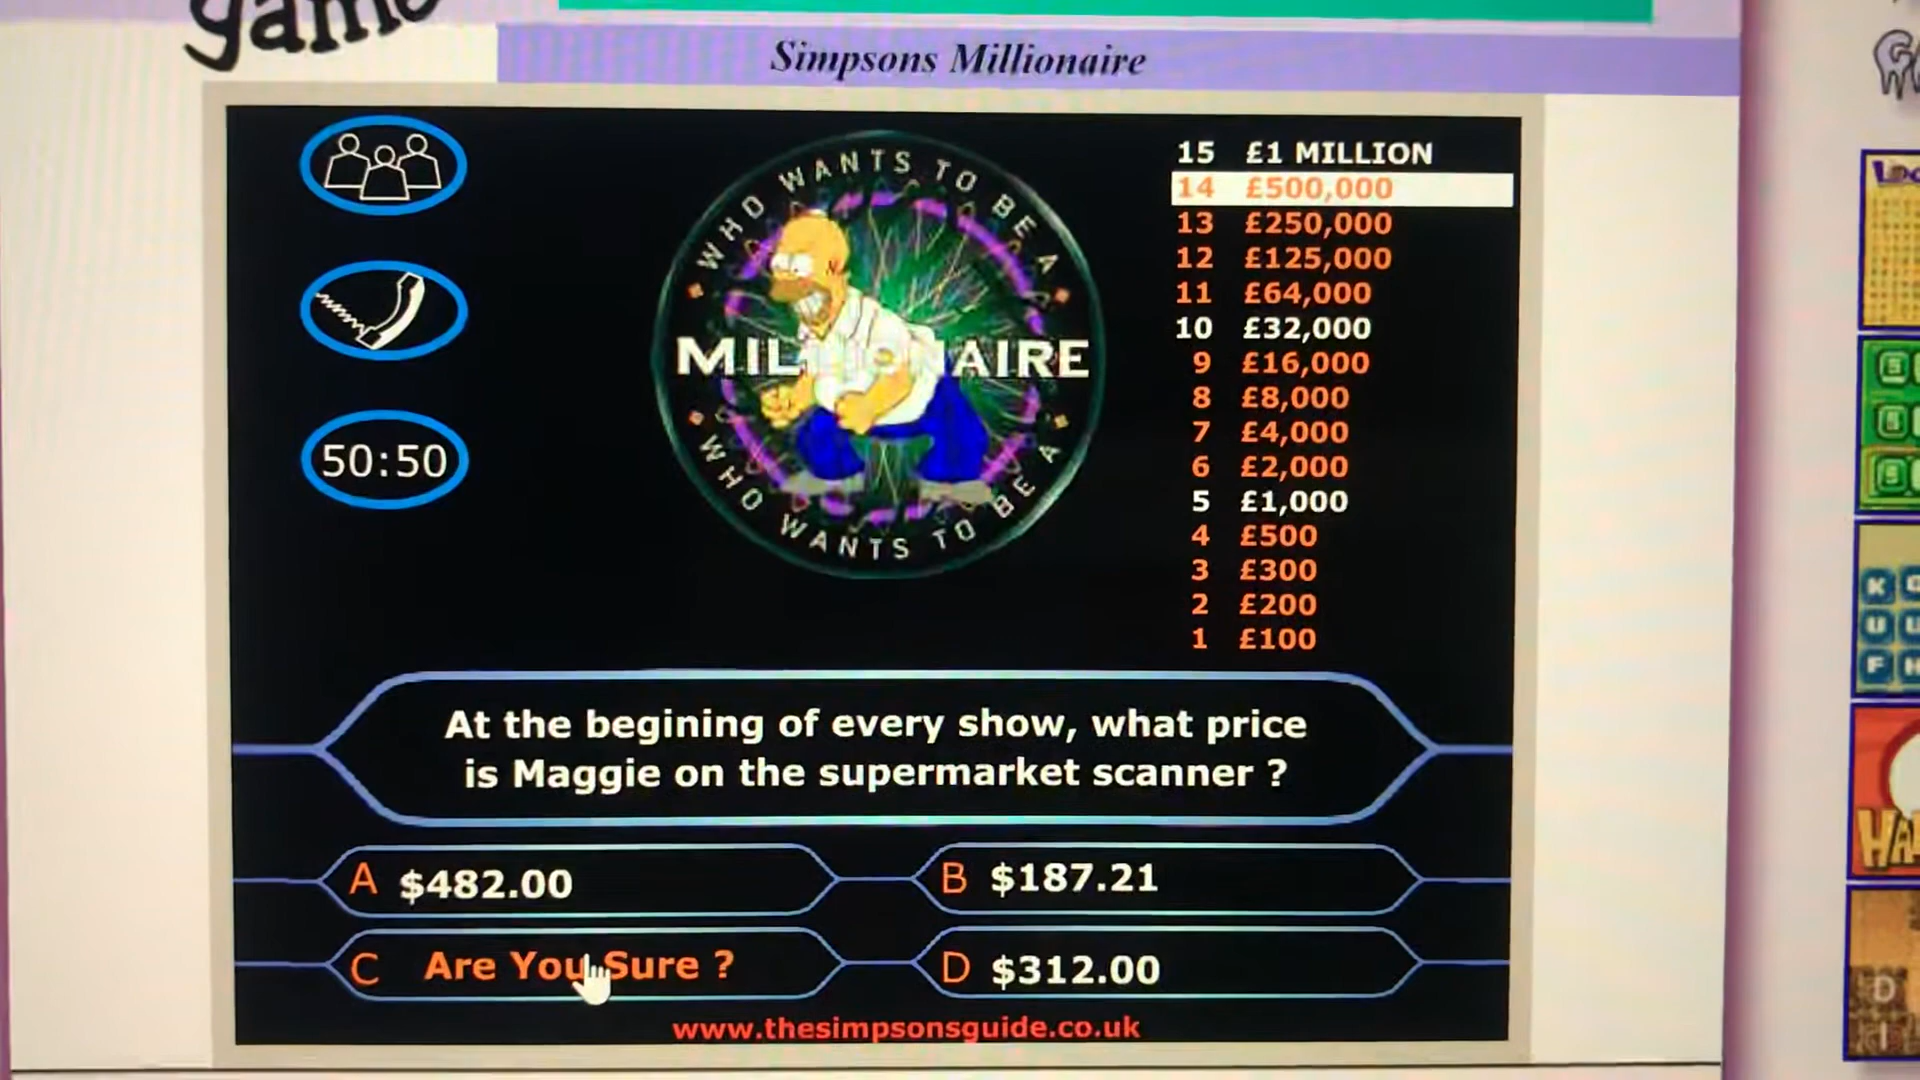 game
Simpsons Millionaire
WHO WANTS TO BE A
MILLIONAIRE
WHO WANTS TO BE A
50:50
15 £1 MILLION
14 £500,000
13 £250,000
12 £125,000
11 £64,000
10 £32,000
9 £16,000
8 £8,000
7 £4,000
6 £2,000
5 £1,000
4 £500
3 £300
2 £200
1 £100
At the begining of every show, what price
is Maggie on the supermarket scanner ?
A $482.00
B $187.21
C Are You Sure ?
D $312.00
www.thesimpsonsguide.co.uk